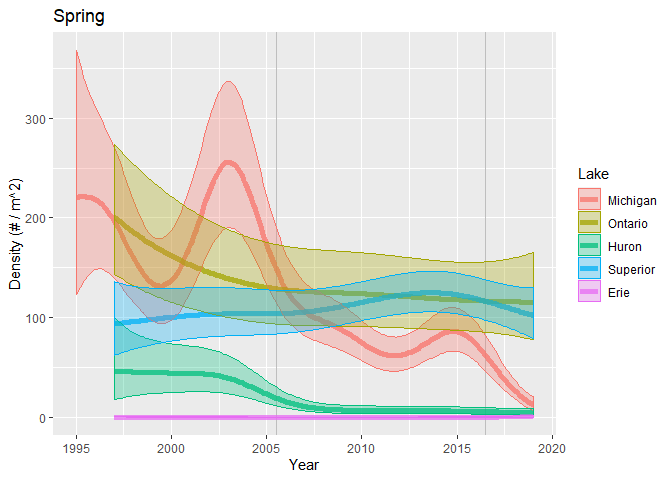 Spring
Density (# / m^ 2)
300
200
100
0
1995
2000
2005
2010
2015
2020
Year
Lake
Michigan
Ontario
Huron
Superior
Erie